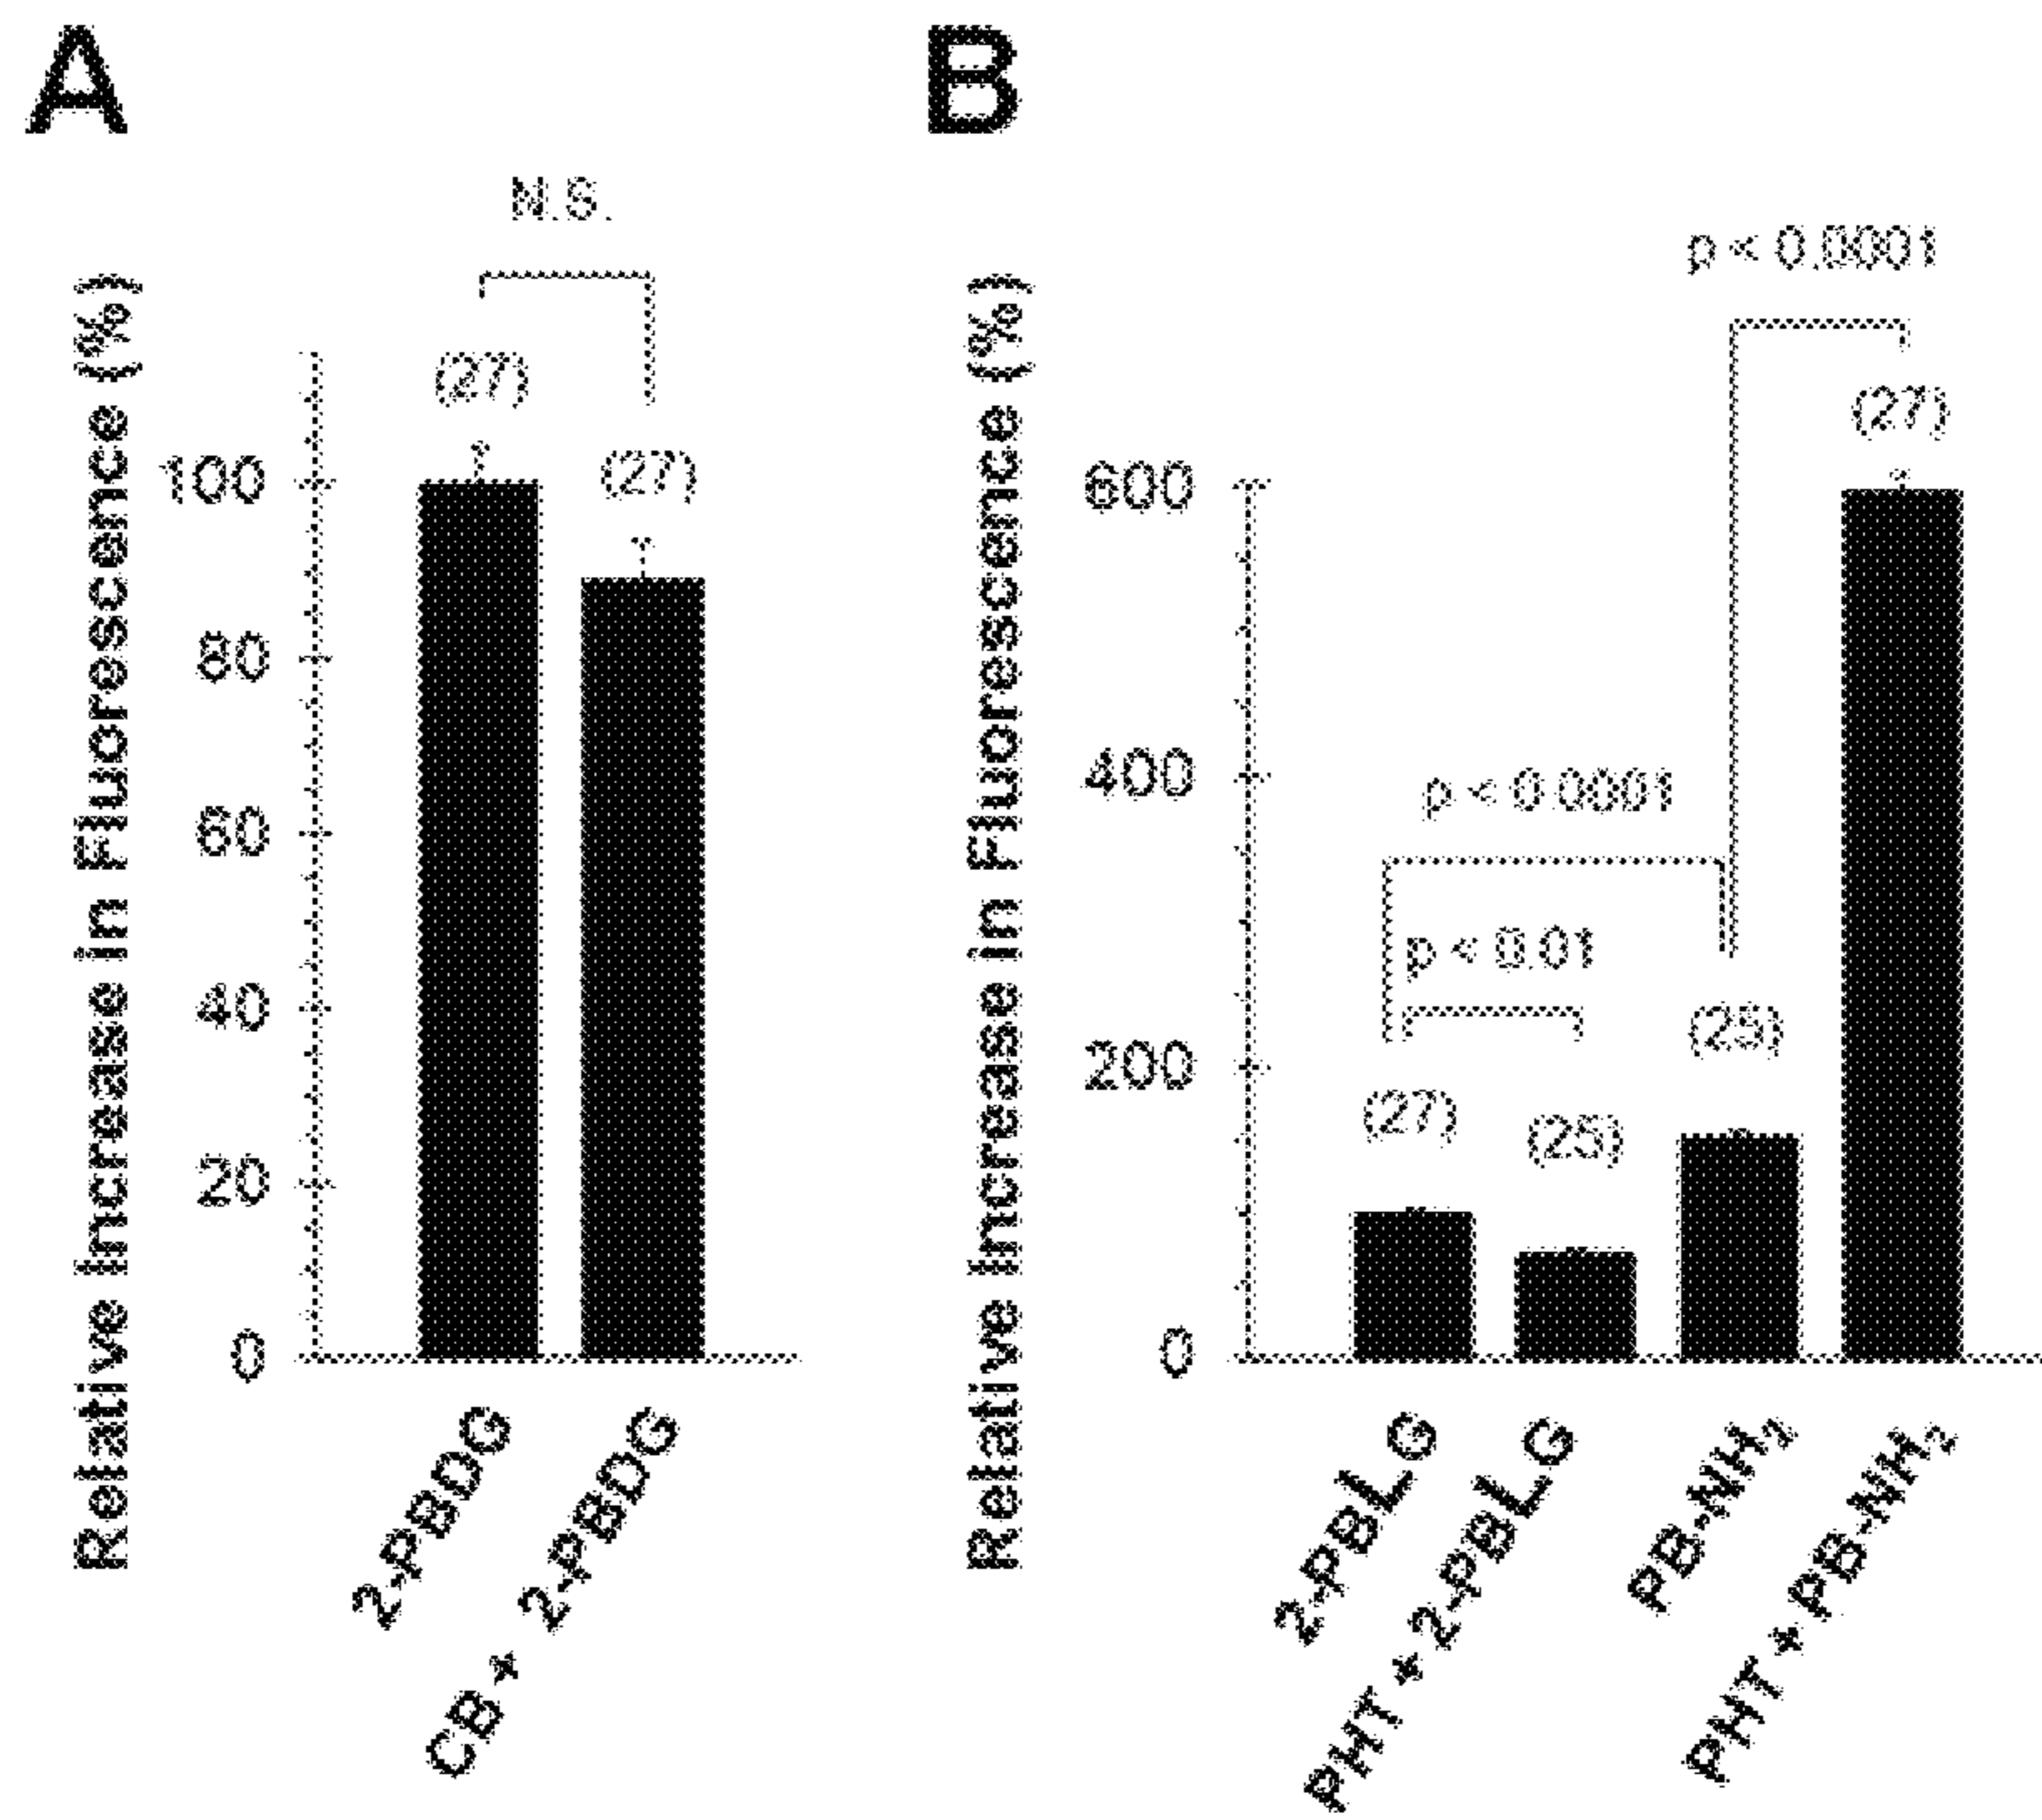 A
N.S.
(27)
(27)
Relative Increase in Fluorescence (%)
100
80
60
40
20
0
2-PBDG
CB + 2-PBDG
B
p < 0.0001
(27)
p < 0.0001
p < 0.01
(25)
(27)
(25)
Relative Increase in Fluorescence (%)
600
400
200
0
2-PBLG
PHT + 2-PBLG
PB-NH₂
PHT + PB-NH₂